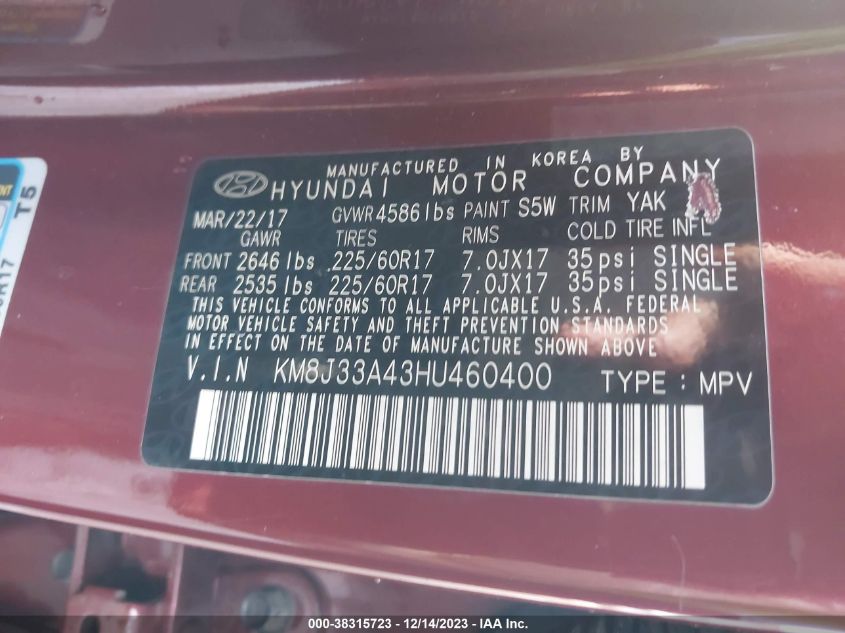 MANUFACTURED IN KOREA BY
HYUNDAI MOTOR COMPANY
MAR/22/17 GVWR 4586 lbs PAINT S5W TRIM YAK
GAWR TIRES RIMS COLD TIRE INFL
FRONT 2646 lbs 225/60R17 7.0JX17 35psi SINGLE
REAR 2535 lbs 225/60R17 7.0JX17 35psi SINGLE
THIS VEHICLE CONFORMS TO ALL APPLICABLE U.S.A. FEDERAL
MOTOR VEHICLE SAFETY AND THEFT PREVENTION STANDARDS
IN EFFECT ON THE DATE OF MANUFACTURE SHOWN ABOVE
V.I.N KM8J33A43HU460400 TYPE : MPV
T5
R17
000-38315723 - 12/14/2023 - IAA Inc.